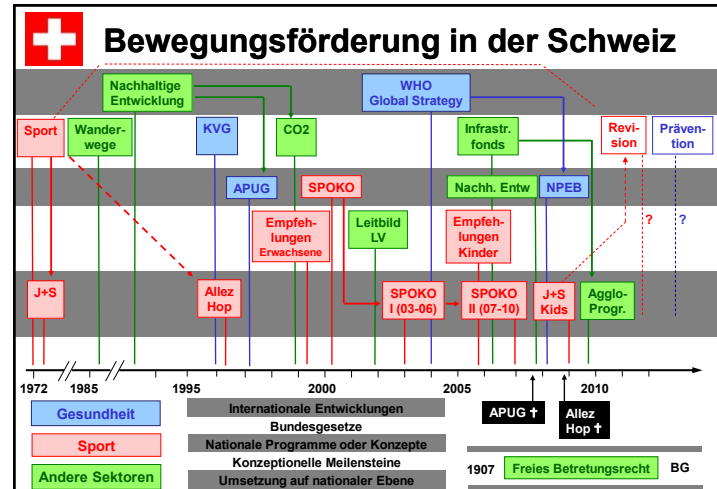 Bewegungsförderung in der Schweiz
Nachhaltige
Entwicklung
WHO
Global Strategy
Sport
Wander-
wege
KVG
CO2
Infrastr.
fonds
Revi-
sion
Präven-
tion
APUG
SPOKO
Nachh. Entw
NPEB
Empfeh-
lungen
Erwachsene
Leitbild
LV
Empfeh-
lungen
Kinder
?
?
J+S
Allez
Hop
SPOKO
I (03-06)
SPOKO
II (07-10)
J+S
Kids
Agglo-
Progr.
1972
1985
1995
2000
2005
2010
APUG ✝
Allez
Hop ✝
Gesundheit
Sport
Andere Sektoren
Internationale Entwicklungen
Bundesgesetze
Nationale Programme oder Konzepte
Konzeptionelle Meilensteine
Umsetzung auf nationaler Ebene
1907
Freies Betretungsrecht
BG